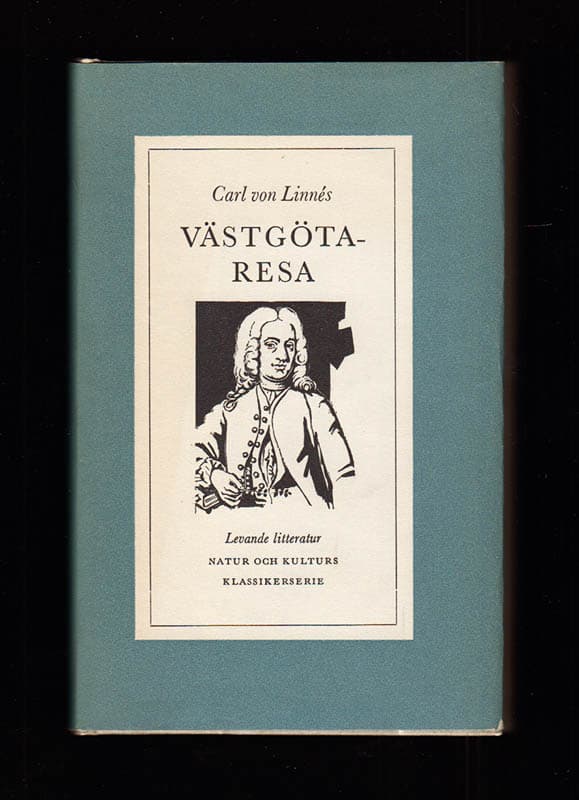 Carl von Linnés
VÄSTGÖTA-
RESA
Levande litteratur
NATUR OCH KULTURS
KLASSIKERSERIE